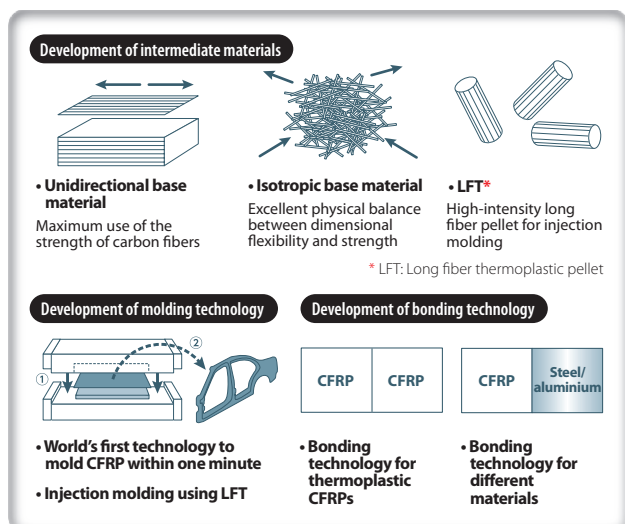 Development of intermediate materials
• Unidirectional base
material
Maximum use of the
strength of carbon fibers
• Isotropic base material
Excellent physical balance
between dimensional
flexibility and strength
• LFT*
High-intensity long
fiber pellet for injection
molding
* LFT: Long fiber thermoplastic pellet
Development of molding technology
①
②
• World's first technology to
mold CFRP within one minute
• Injection molding using LFT
Development of bonding technology
CFRP
CFRP
• Bonding
technology for
thermoplastic
CFRPs
CFRP
Steel/
aluminium
• Bonding
technology for
different
materials